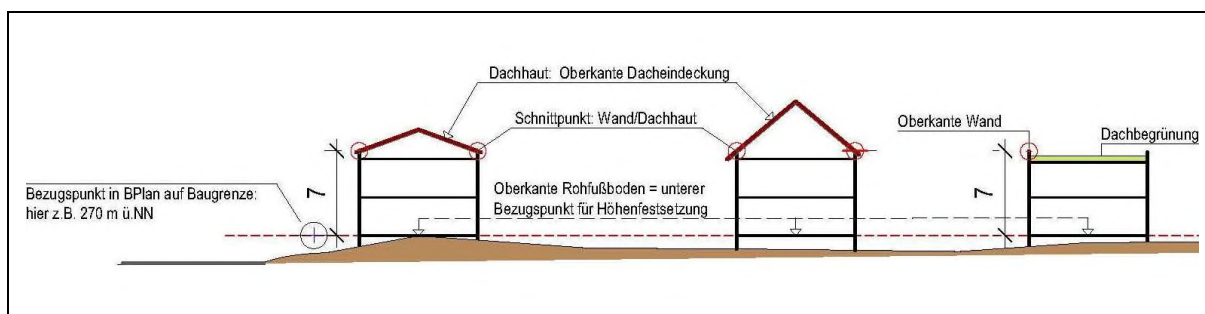 Dachhaut: Oberkante Dacheindeckung
Schnittpunkt: Wand/Dachhaut
Oberkante Wand
Dachbegrünung
7
Bezugspunkt in BPlan auf Baugrenze:
hier z.B. 270 m ü.NN
Oberkante Rohfußboden = unterer
Bezugspunkt für Höhenfestsetzung
7